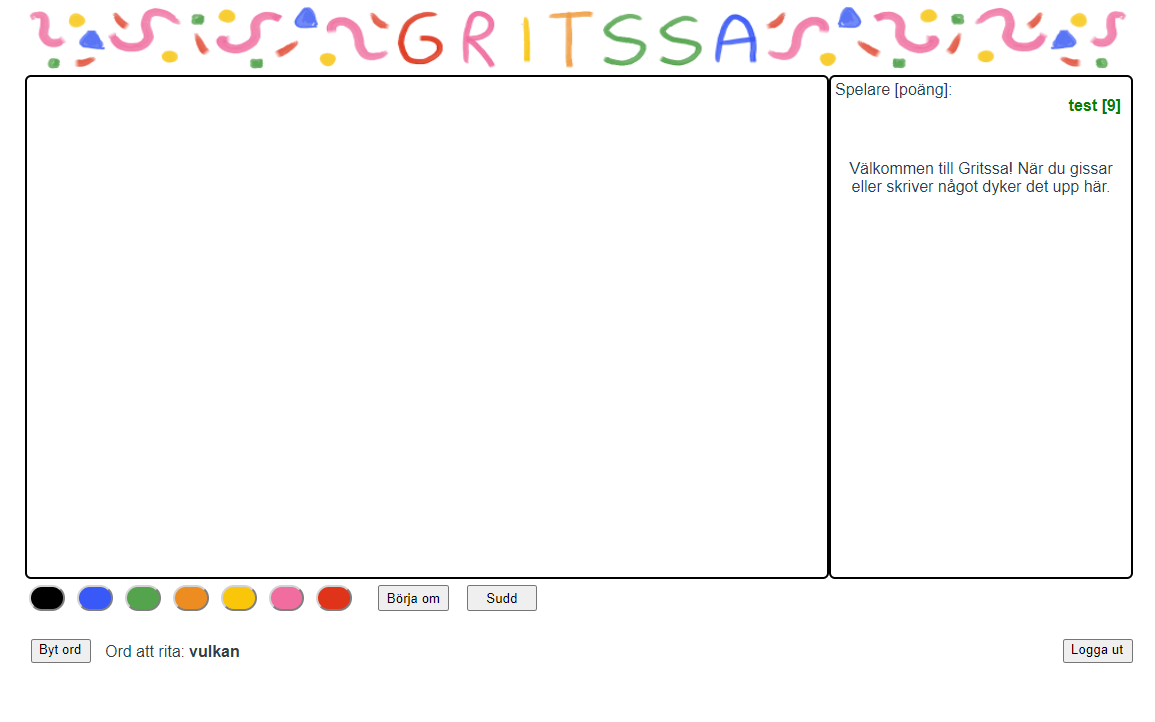 GRITSSA
Spelare [poäng]:
test [9]
Välkommen till Gritssa! När du gissar
eller skriver något dyker det upp här.
Börja om
Sudd
Byt ord
Ord att rita: vulkan
Logga ut